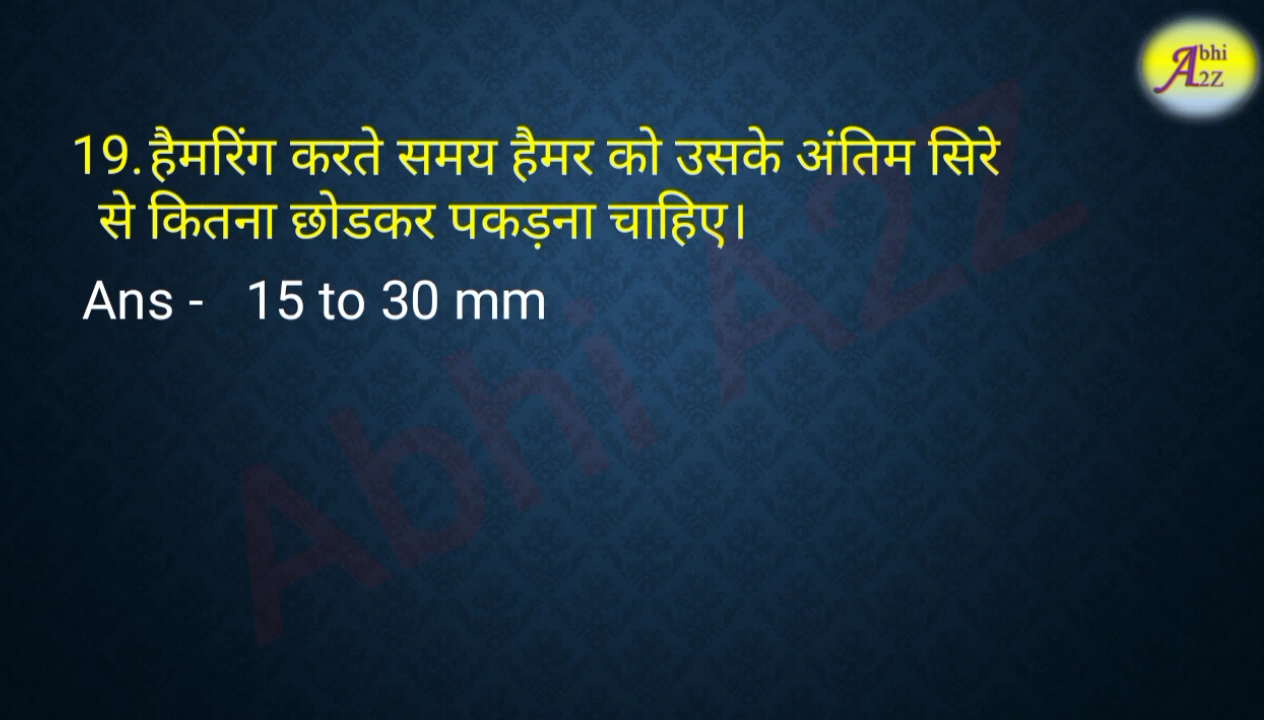 Abhi
A2Z
19. हैमरिंग करते समय हैमर को उसके अंतिम सिरे
से कितना छोडकर पकड़ना चाहिए।
Ans - 15 to 30 mm
Abhi A2Z